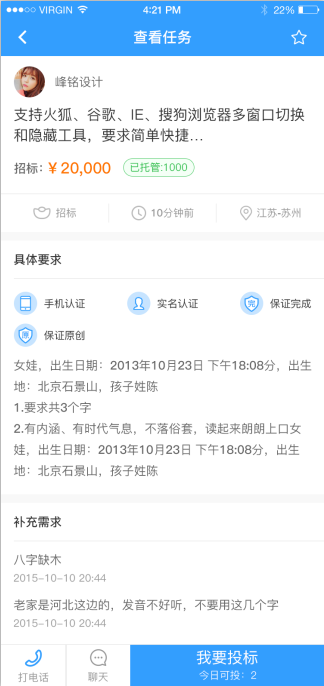 VIRGIN 4:21 PM 22%
查看任务
峰铭设计
支持火狐、谷歌、IE、搜狗浏览器多窗口切换
和隐藏工具，要求简单快捷...
招标：￥20,000 已托管:1000
招标 10分钟前 江苏-苏州
具体要求
手机认证 实名认证 完 保证完成
原 保证原创
女娃，出生日期：2013年10月23日 下午18:08分，出生
地：北京石景山，孩子姓陈
1.要求共3个字
2.有内涵、有时代气息，不落俗套，读起来朗朗上口女
娃，出生日期：2013年10月23日 下午18:08分，出生
地：北京石景山，孩子姓陈
补充需求
八字缺木
2015-10-10 20:44
老家是河北这边的，发音不好听，不要用这几个字
2015-10-10 20:44
打电话 聊天 我要投标
今日可投：2